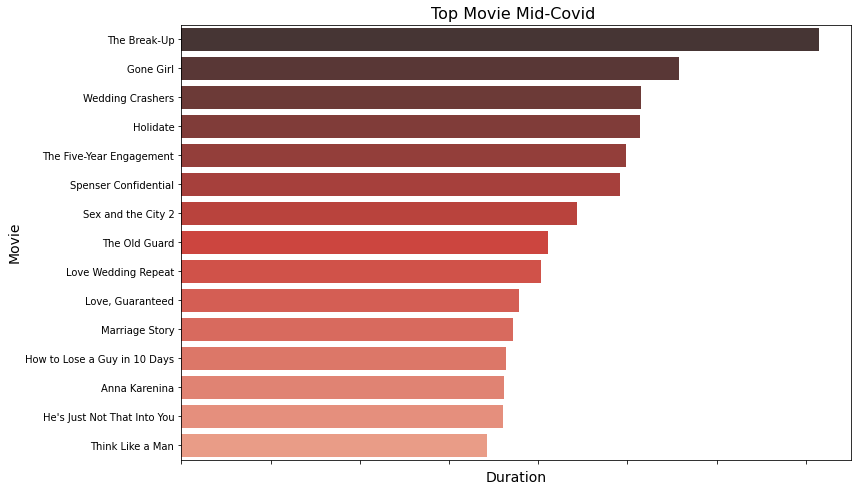 Top Movie Mid-Covid
The Break-Up
Gone Girl
Wedding Crashers
Holidate
The Five-Year Engagement
Spenser Confidential
Sex and the City 2
The Old Guard
Love Wedding Repeat
Love, Guaranteed
Marriage Story
How to Lose a Guy in 10 Days
Anna Karenina
He's Just Not That Into You
Think Like a Man
Movie
Duration